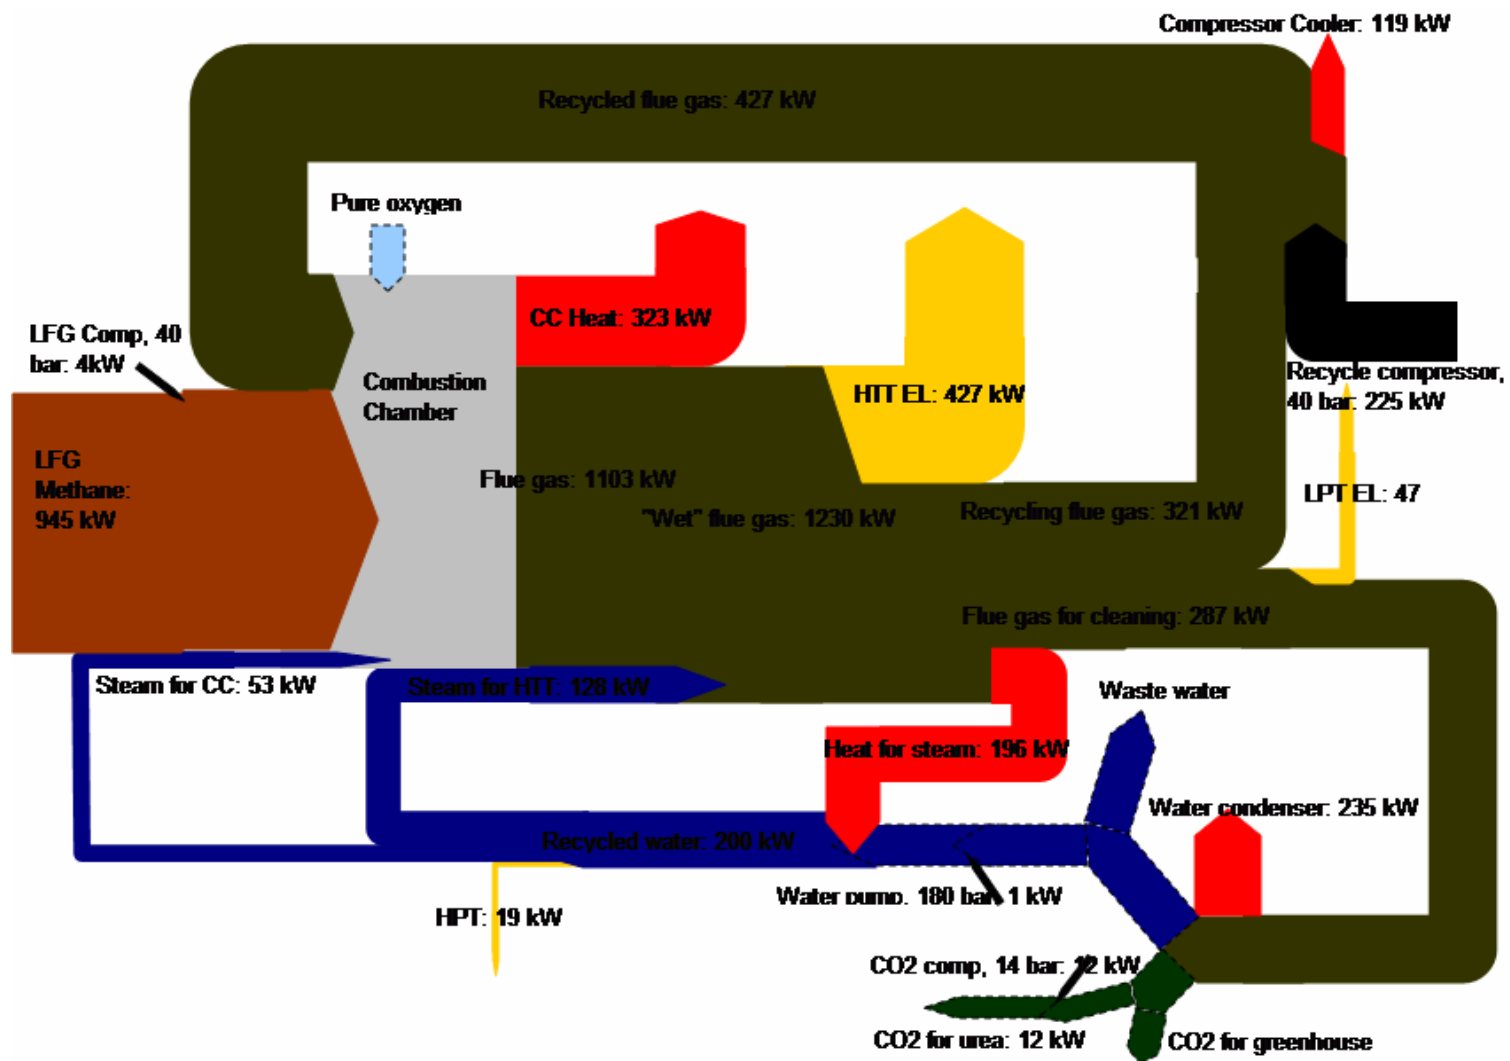 Compressor Cooler: 119 kW
Recycled flue gas: 427 kW
Pure oxygen
CC Heat: 323 kW
LFG Comp, 40
bar: 4kW
Combustion
Chamber
HTT EL: 427 kW
Recycle compressor,
40 bar: 225 kW
LFG
Methane:
945 kW
Flue gas: 1103 kW
"Wet" flue gas: 1230 kW
Recycling flue gas: 321 kW
LPT EL: 47
Flue gas for cleaning: 287 kW
Steam for CC: 53 kW
Steam for HTT: 128 kW
Waste water
Heat for steam: 196 kW
Water condenser: 235 kW
Recycled water: 200 kW
Water pump, 180 bar, 1 kW
HPT: 19 kW
CO2 comp, 14 bar: 12 kW
CO2 for urea: 12 kW
CO2 for greenhouse